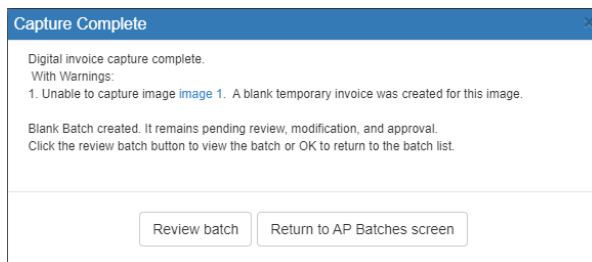 Capture Complete
×
Digital invoice capture complete.
With Warnings:
1. Unable to capture image image 1. A blank temporary invoice was created for this image.
Blank Batch created. It remains pending review, modification, and approval.
Click the review batch button to view the batch or OK to return to the batch list.
Review batch
Return to AP Batches screen